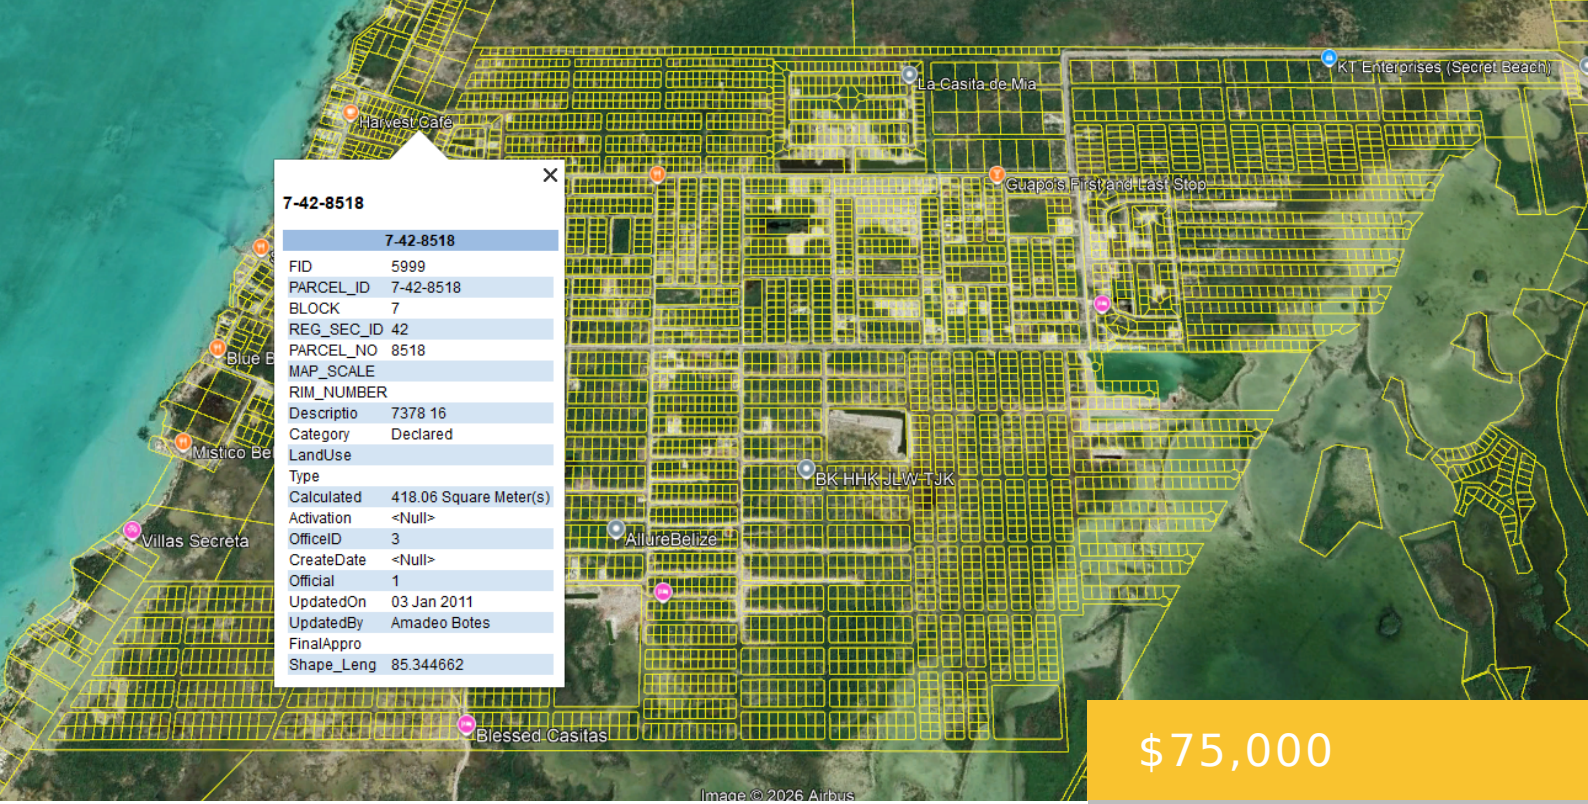 KT Enterprises (Secret Beach)
La Casita de Mia
Harvest Café
Guapo's First and Last Stop
7-42-8518
7-42-8518
FID 5999
PARCEL_ID 7-42-8518
BLOCK 7
REG_SEC_ID 42
PARCEL_NO 8518
MAP_SCALE
RIM_NUMBER
Descriptio 7378 16
Category Declared
LandUse
Type
Calculated 418.06 Square Meter(s)
Activation <Null>
OfficeID 3
CreateDate <Null>
Official 1
UpdatedOn 03 Jan 2011
UpdatedBy Amadeo Botes
FinalAppro
Shape_Leng 85.344662
Blue B
Mistico Bel
BK HHK JLW TJK
Villas Secreta
AllureBelize
Blessed Casitas
$75,000
Image © 2026 Airbus